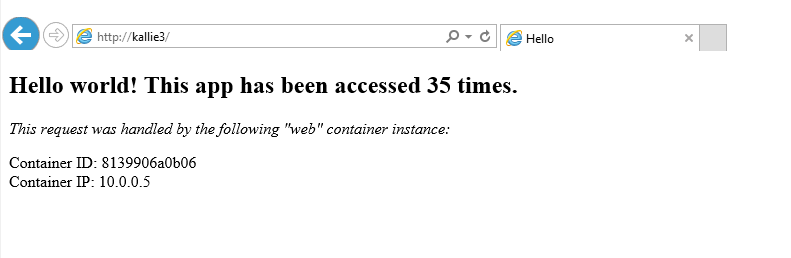 http://kallie3/
Hello
Hello world! This app has been accessed 35 times.
This request was handled by the following "web" container instance:
Container ID: 8139906a0b06
Container IP: 10.0.0.5